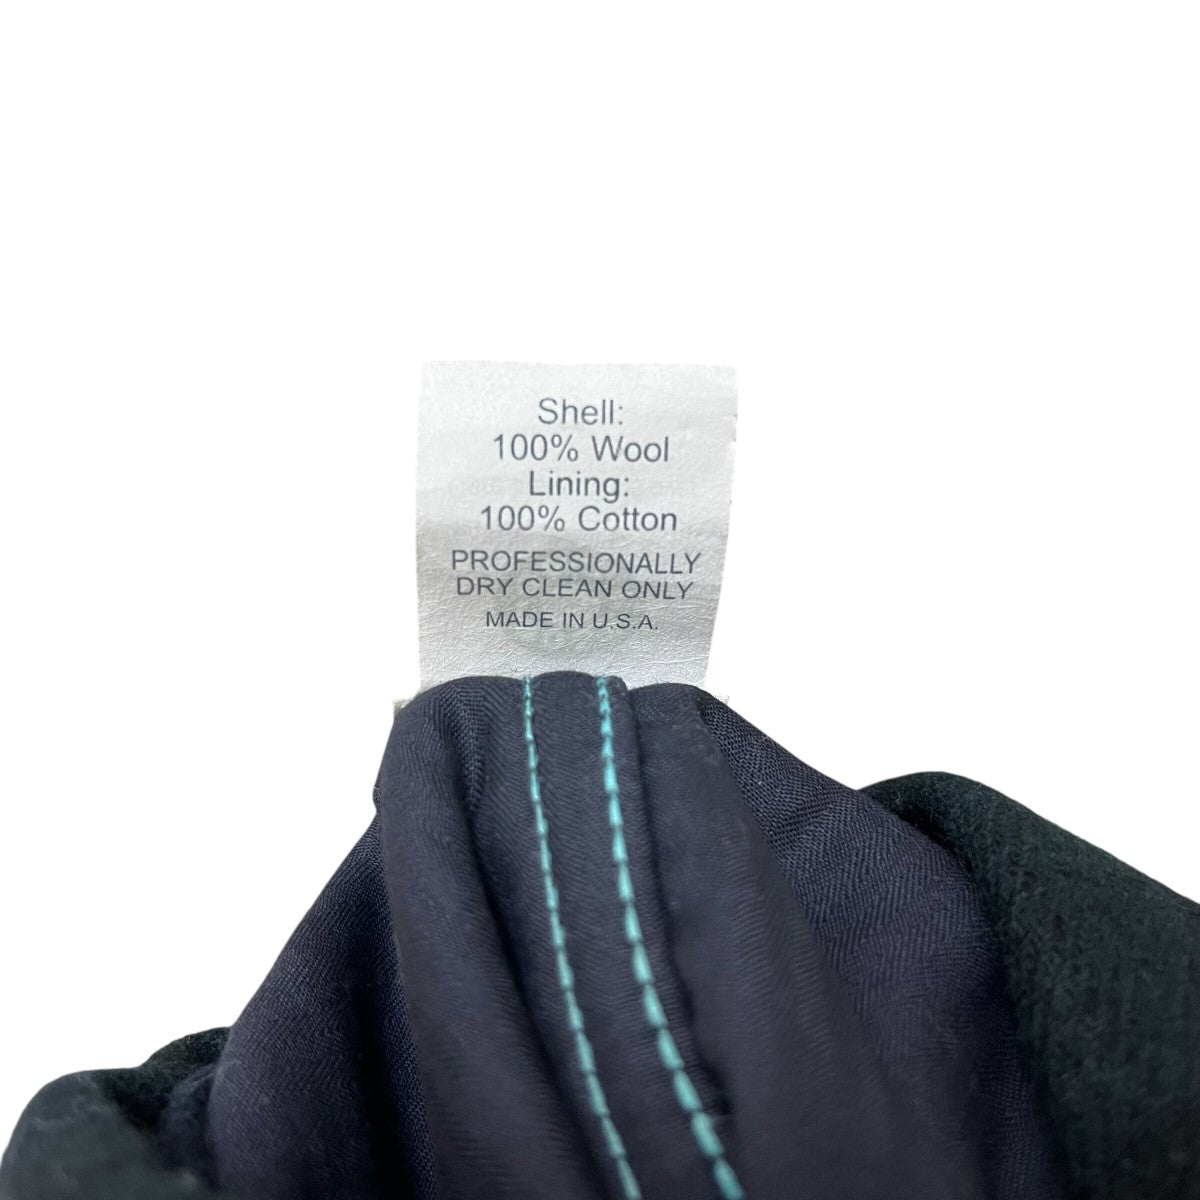 Shell:
100% Wool
Lining:
100% Cotton
PROFESSIONALLY
DRY CLEAN ONLY
MADE IN U.S.A.